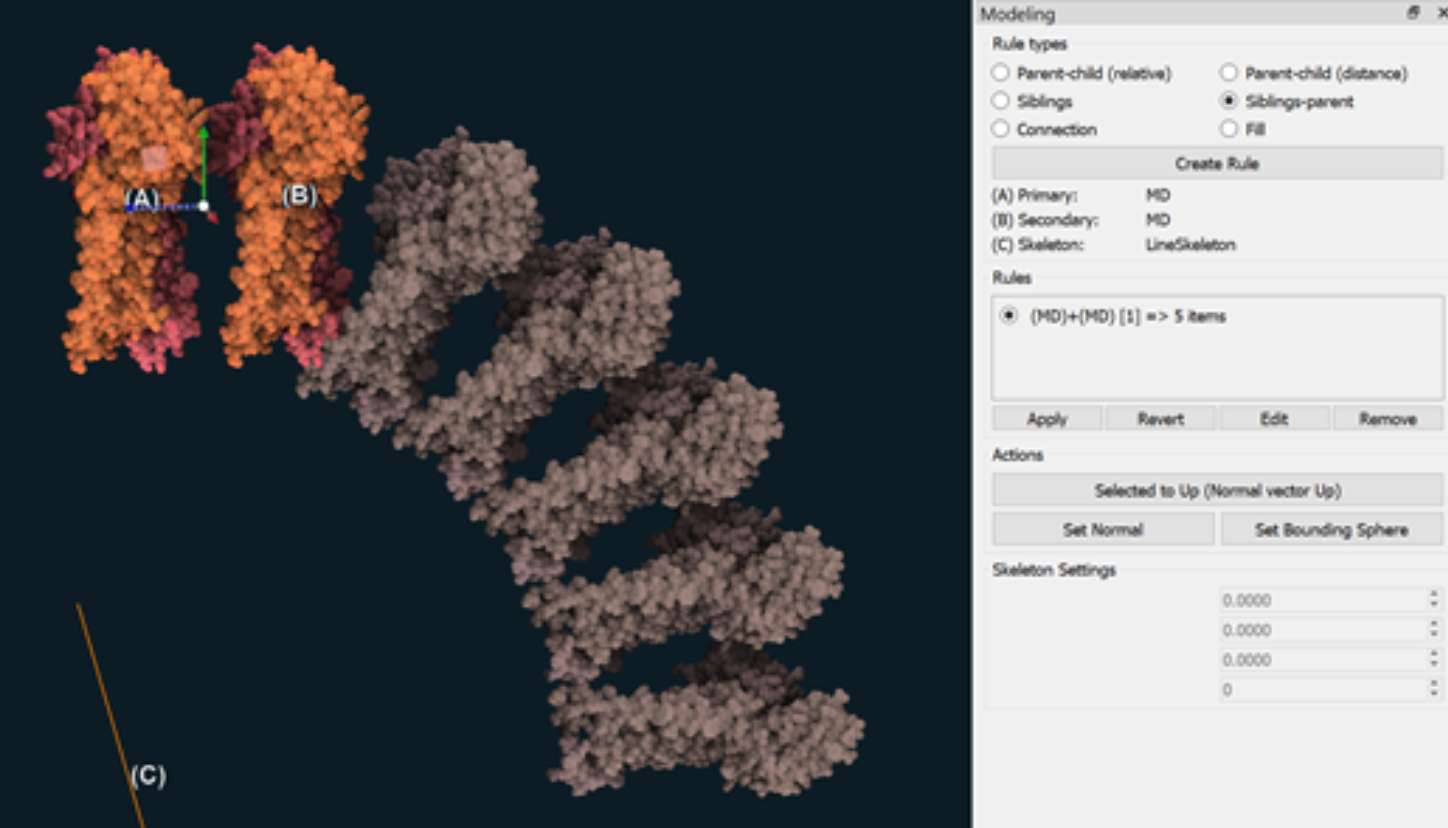 Modeling
Rule types
Parent-child (relative) Parent-child (distance)
Siblings Siblings-parent
Connection Fill
Create Rule
(A) Primary: MD
(B) Secondary: MD
(C) Skeleton: LineSkeleton
Rules
(MD)+(MD) [1] => 5 items
Apply Revert Edit Remove
Actions
Selected to Up (Normal vector Up)
Set Normal Set Bounding Sphere
Skeleton Settings
0.0000
0.0000
0.0000
0
(A)
(B)
(C)